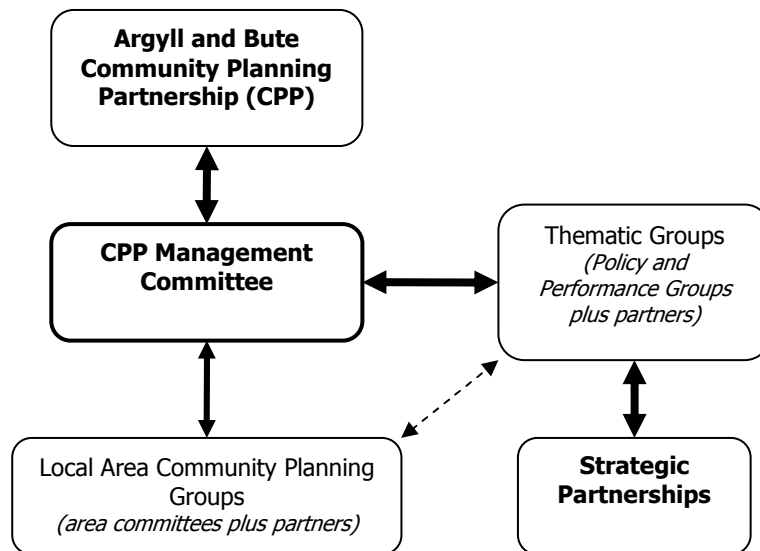 Argyll and Bute
Community Planning
Partnership (CPP)
CPP Management
Committee
Thematic Groups
(Policy and
Performance Groups
plus partners)
Local Area Community Planning
Groups
(area committees plus partners)
Strategic
Partnerships